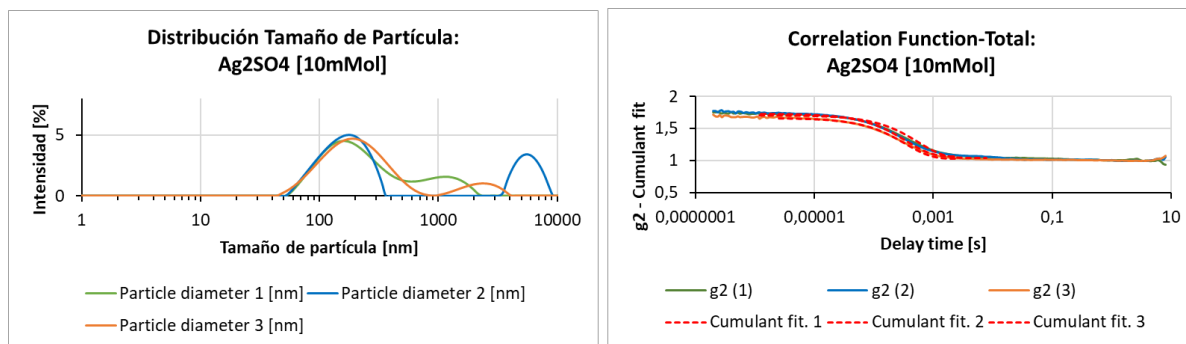 Distribución Tamaño de Partícula:
Ag2SO4 [10mMol]
Intensidad [%]
5
0
1
10
100
1000
10000
Tamaño de partícula [nm]
Particle diameter 1 [nm]
Particle diameter 2 [nm]
Particle diameter 3 [nm]
Correlation Function-Total:
Ag2SO4 [10mMol]
g2 - Cumulant fit
2
1,5
1
0,5
0,0000001
0,00001
0,001
0,1
10
Delay time [s]
g2 (1)
g2 (2)
g2 (3)
Cumulant fit. 1
Cumulant fit. 2
Cumulant fit. 3